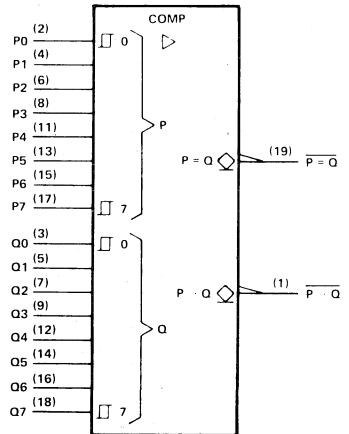 COMP
P0 (2) 0
P1 (4)
P2 (6)
P3 (8)
P4 (11)
P5 (13)
P6 (15)
P7 (17) 7
P
P = Q (19) P = Q
Q0 (3) 0
Q1 (5)
Q2 (7)
Q3 (9)
Q4 (12)
Q5 (14)
Q6 (16)
Q7 (18) 7
Q
P · Q (1) P · Q